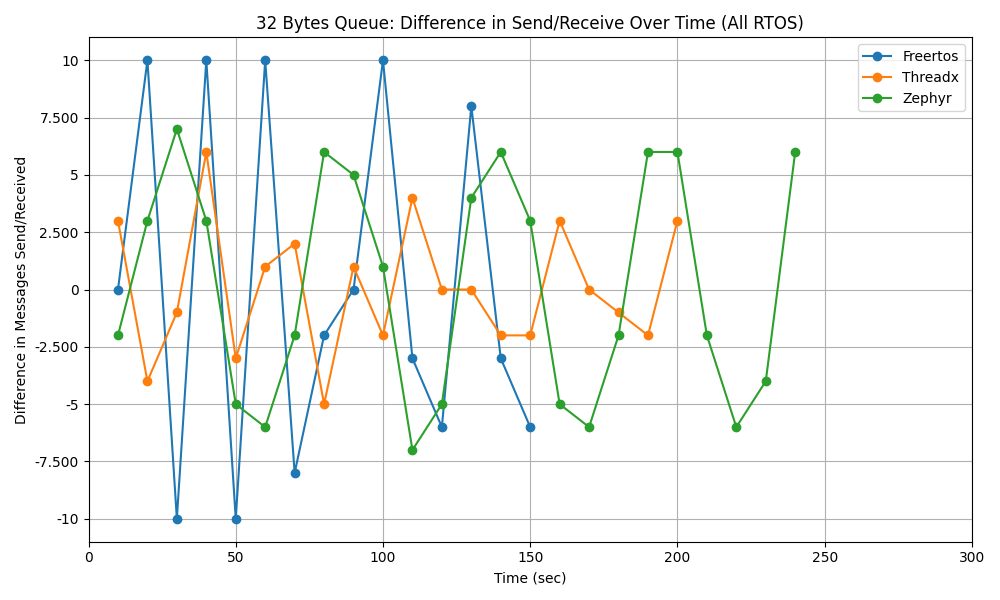 32 Bytes Queue: Difference in Send/Receive Over Time (All RTOS)
Freertos
Threadx
Zephyr
Difference in Messages Send/Received
10
7.500
5
2.500
0
-2.500
-5
-7.500
-10
0 50 100 150 200 250 300
Time (sec)